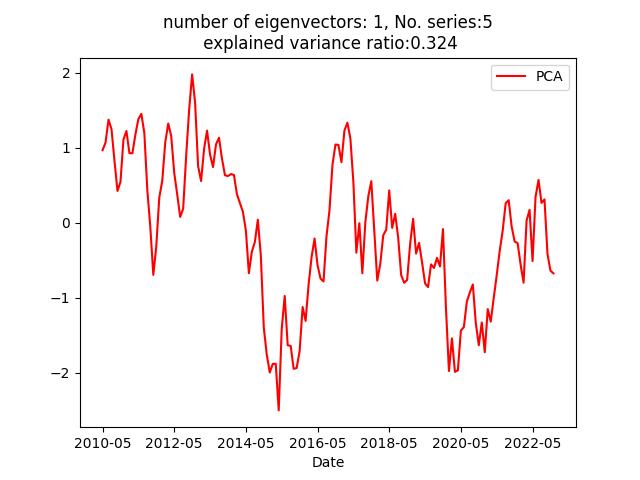 number of eigenvectors: 1, No. series:5
explained variance ratio:0.324
PCA
2
1
0
−1
−2
2010-05 2012-05 2014-05 2016-05 2018-05 2020-05 2022-05
Date